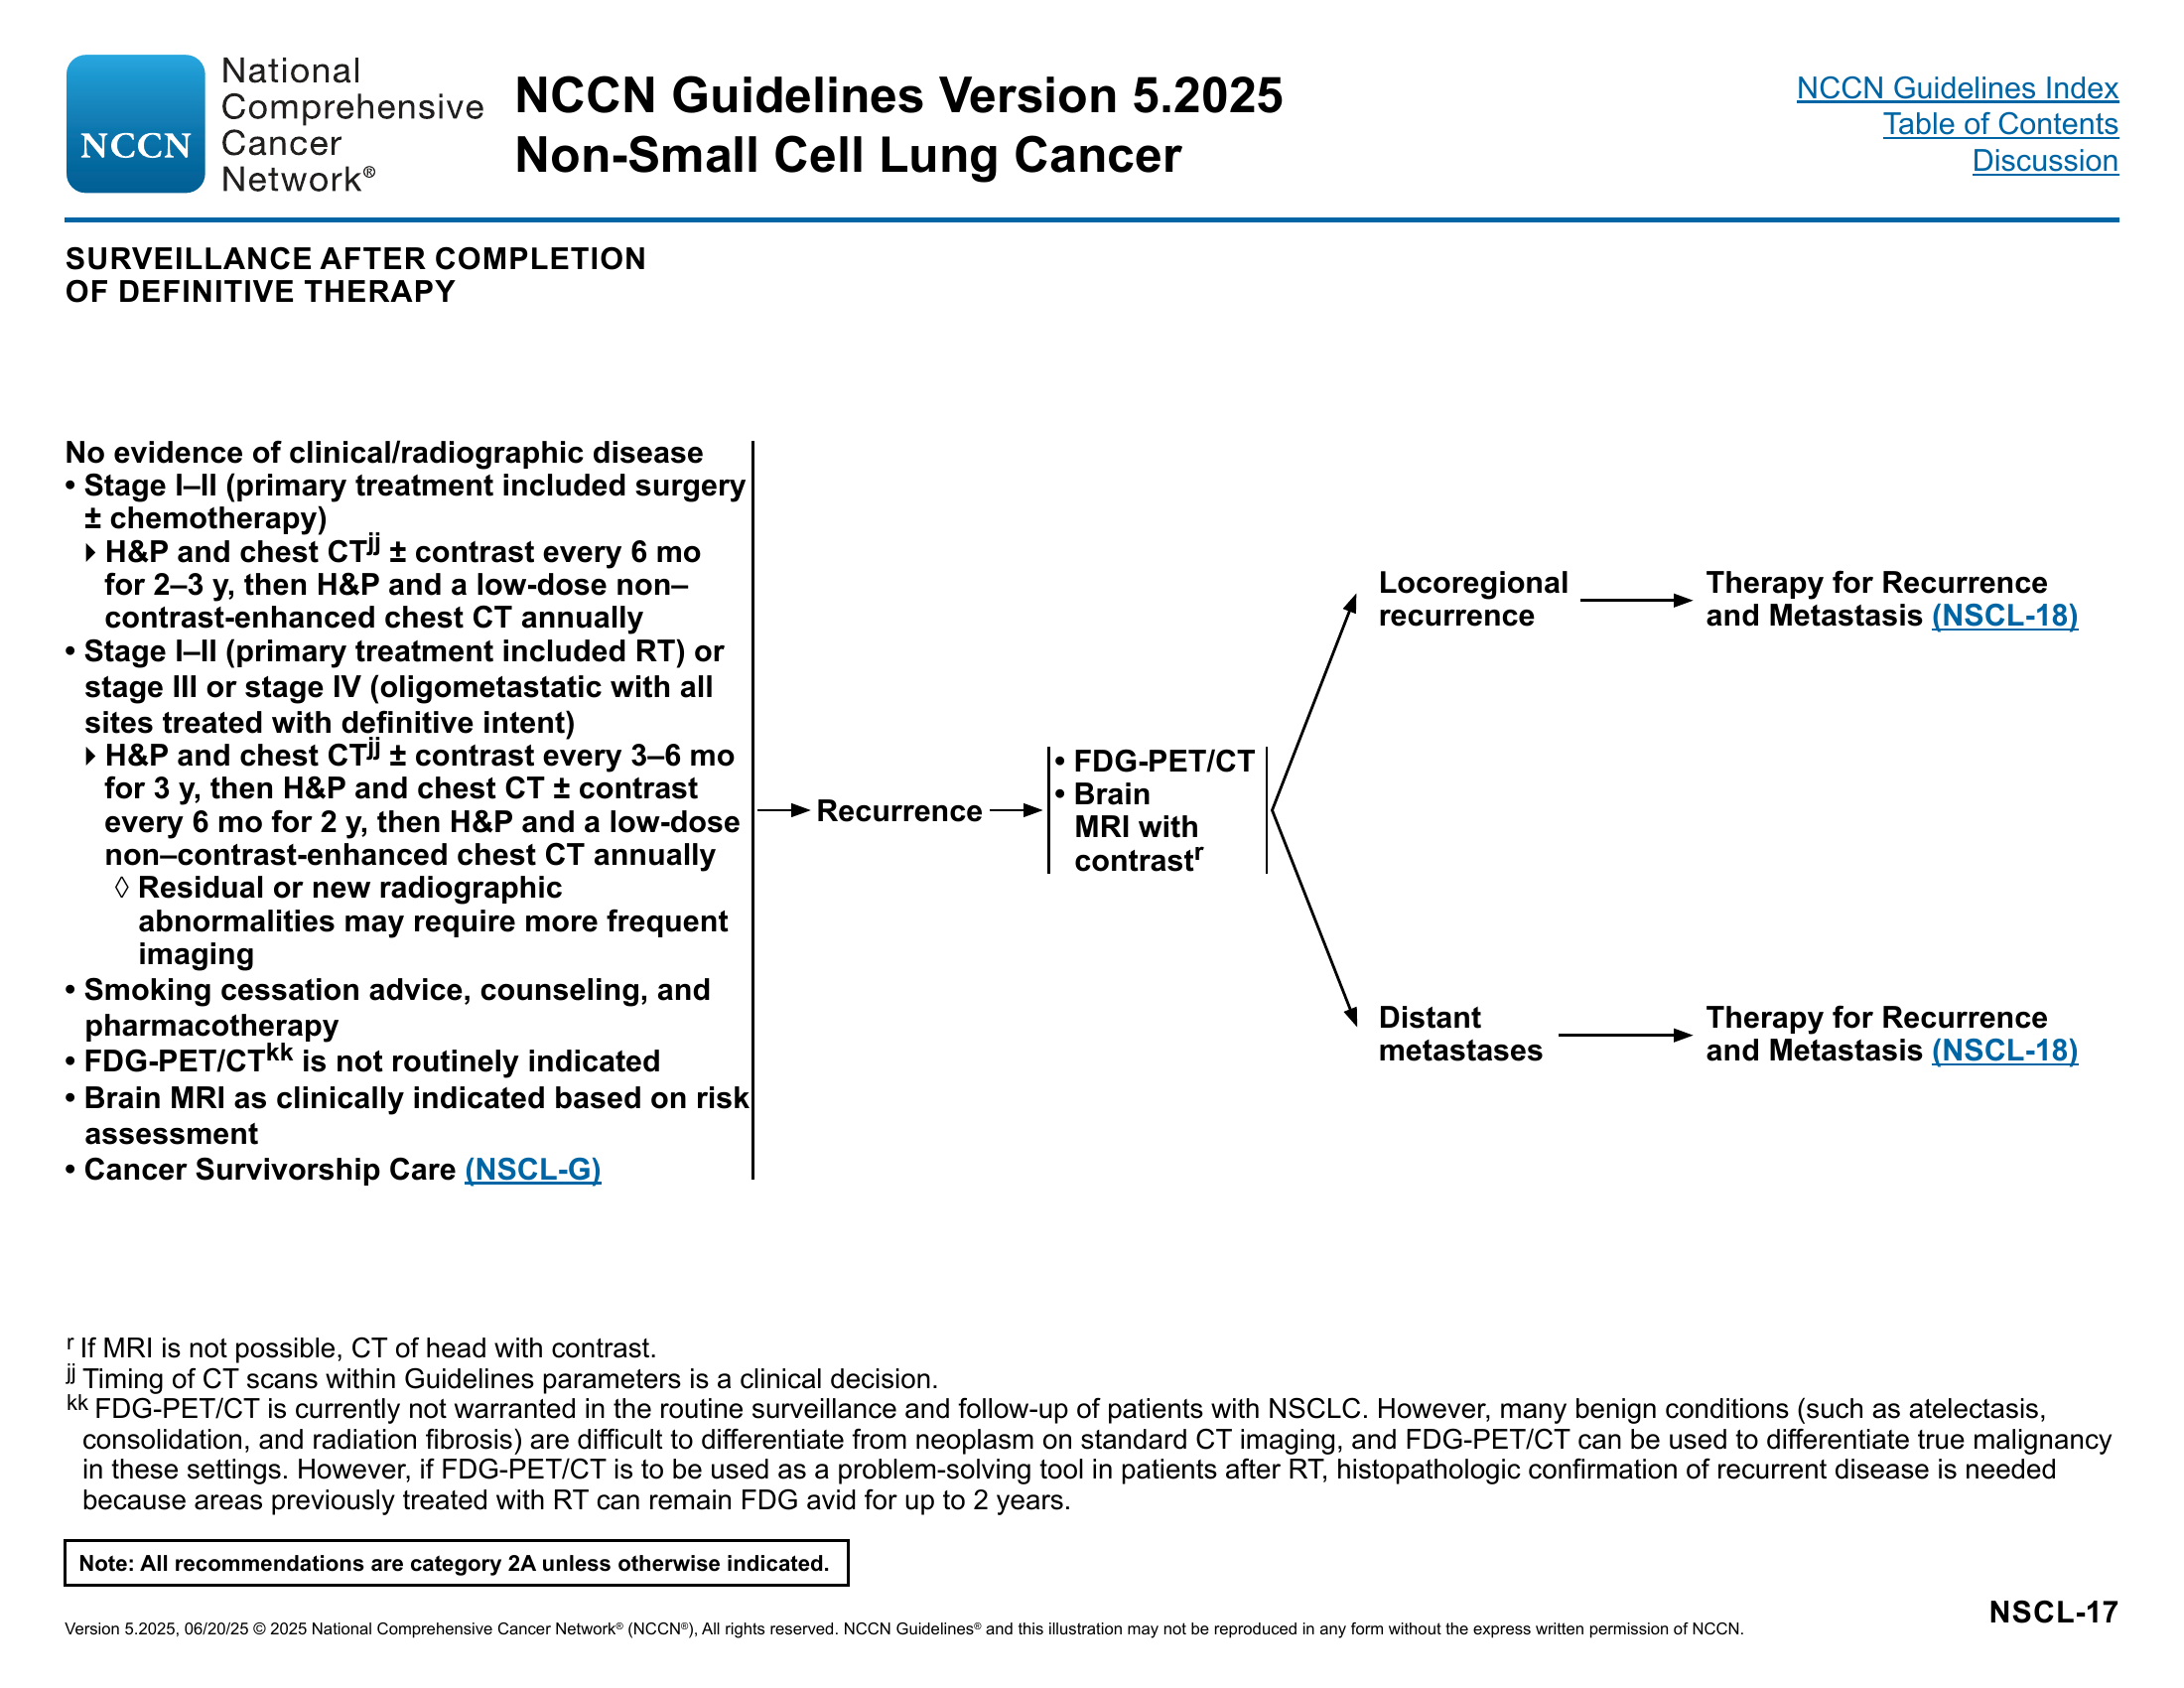 NCCN
National
Comprehensive
Cancer
Network®
NCCN Guidelines Version 5.2025
Non-Small Cell Lung Cancer
NCCN Guidelines Index
Table of Contents
Discussion
SURVEILLANCE AFTER COMPLETION
OF DEFINITIVE THERAPY
No evidence of clinical/radiographic disease
• Stage I–II (primary treatment included surgery
± chemotherapy)
H&P and chest CTjj ± contrast every 6 mo
for 2–3 y, then H&P and a low-dose non–
contrast-enhanced chest CT annually
• Stage I–II (primary treatment included RT) or
stage III or stage IV (oligometastatic with all
sites treated with definitive intent)
H&P and chest CTjj ± contrast every 3–6 mo
for 3 y, then H&P and chest CT ± contrast
every 6 mo for 2 y, then H&P and a low-dose
non–contrast-enhanced chest CT annually
◊ Residual or new radiographic
abnormalities may require more frequent
imaging
• Smoking cessation advice, counseling, and
pharmacotherapy
• FDG-PET/CTkk is not routinely indicated
• Brain MRI as clinically indicated based on risk
assessment
• Cancer Survivorship Care (NSCL-G)
Recurrence
• FDG-PET/CT
• Brain
MRI with
contrastr
Locoregional
recurrence
Therapy for Recurrence
and Metastasis (NSCL-18)
Distant
metastases
Therapy for Recurrence
and Metastasis (NSCL-18)
r If MRI is not possible, CT of head with contrast.
jj Timing of CT scans within Guidelines parameters is a clinical decision.
kk FDG-PET/CT is currently not warranted in the routine surveillance and follow-up of patients with NSCLC. However, many benign conditions (such as atelectasis,
consolidation, and radiation fibrosis) are difficult to differentiate from neoplasm on standard CT imaging, and FDG-PET/CT can be used to differentiate true malignancy
in these settings. However, if FDG-PET/CT is to be used as a problem-solving tool in patients after RT, histopathologic confirmation of recurrent disease is needed
because areas previously treated with RT can remain FDG avid for up to 2 years.
Note: All recommendations are category 2A unless otherwise indicated.
NSCL-17
Version 5.2025, 06/20/25 © 2025 National Comprehensive Cancer Network® (NCCN®), All rights reserved. NCCN Guidelines® and this illustration may not be reproduced in any form without the express written permission of NCCN.